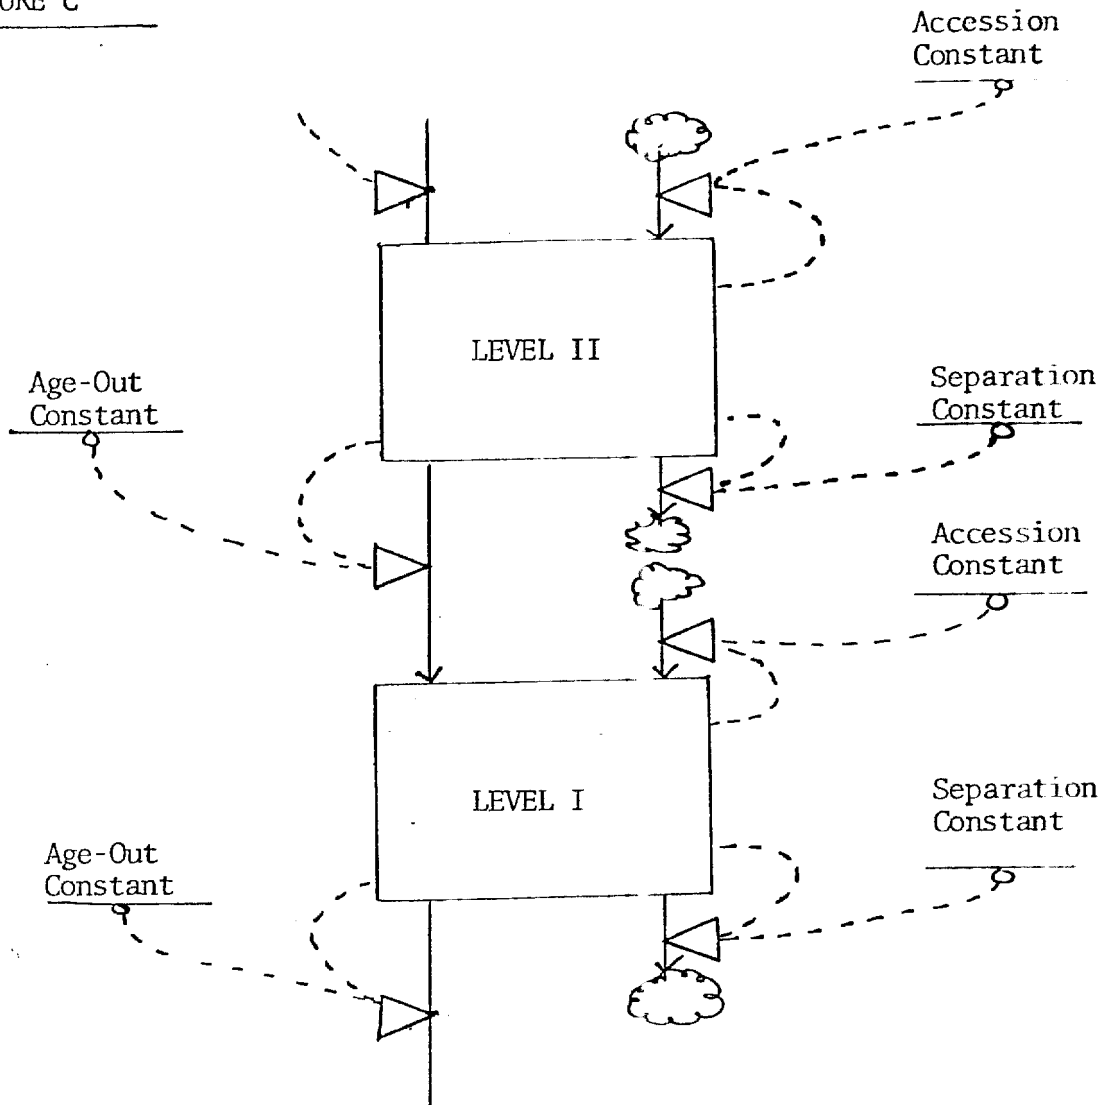 C
Accession
Constant
LEVEL II
Age-Out
Constant
Separation
Constant
Accession
Constant
LEVEL I
Separation
Constant
Age-Out
Constant